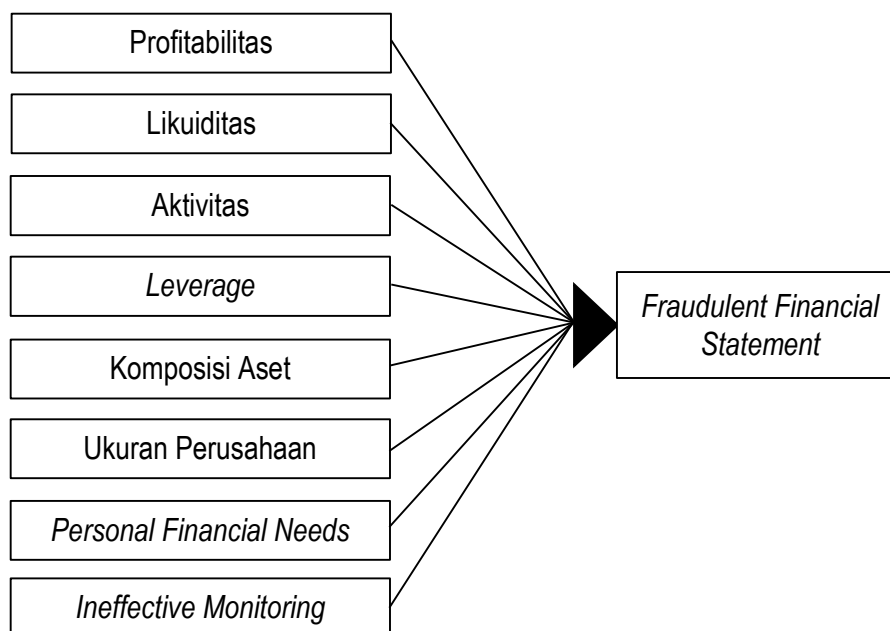 Profitabilitas
Likuiditas
Aktivitas
Leverage
Komposisi Aset
Ukuran Perusahaan
Personal Financial Needs
Ineffective Monitoring
Fraudulent Financial
Statement